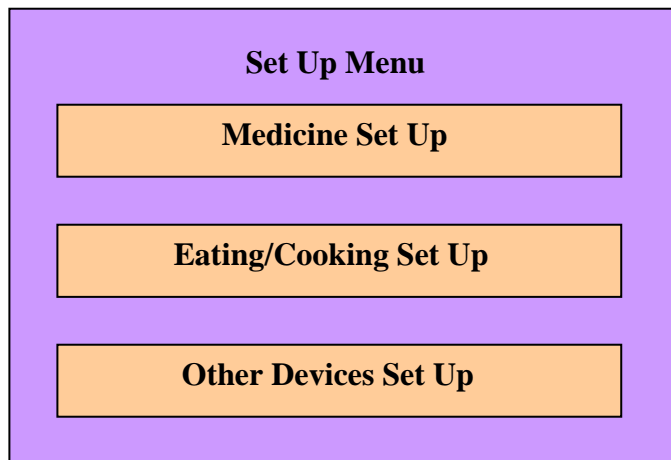 Set Up Menu
Medicine Set Up
Eating/Cooking Set Up
Other Devices Set Up